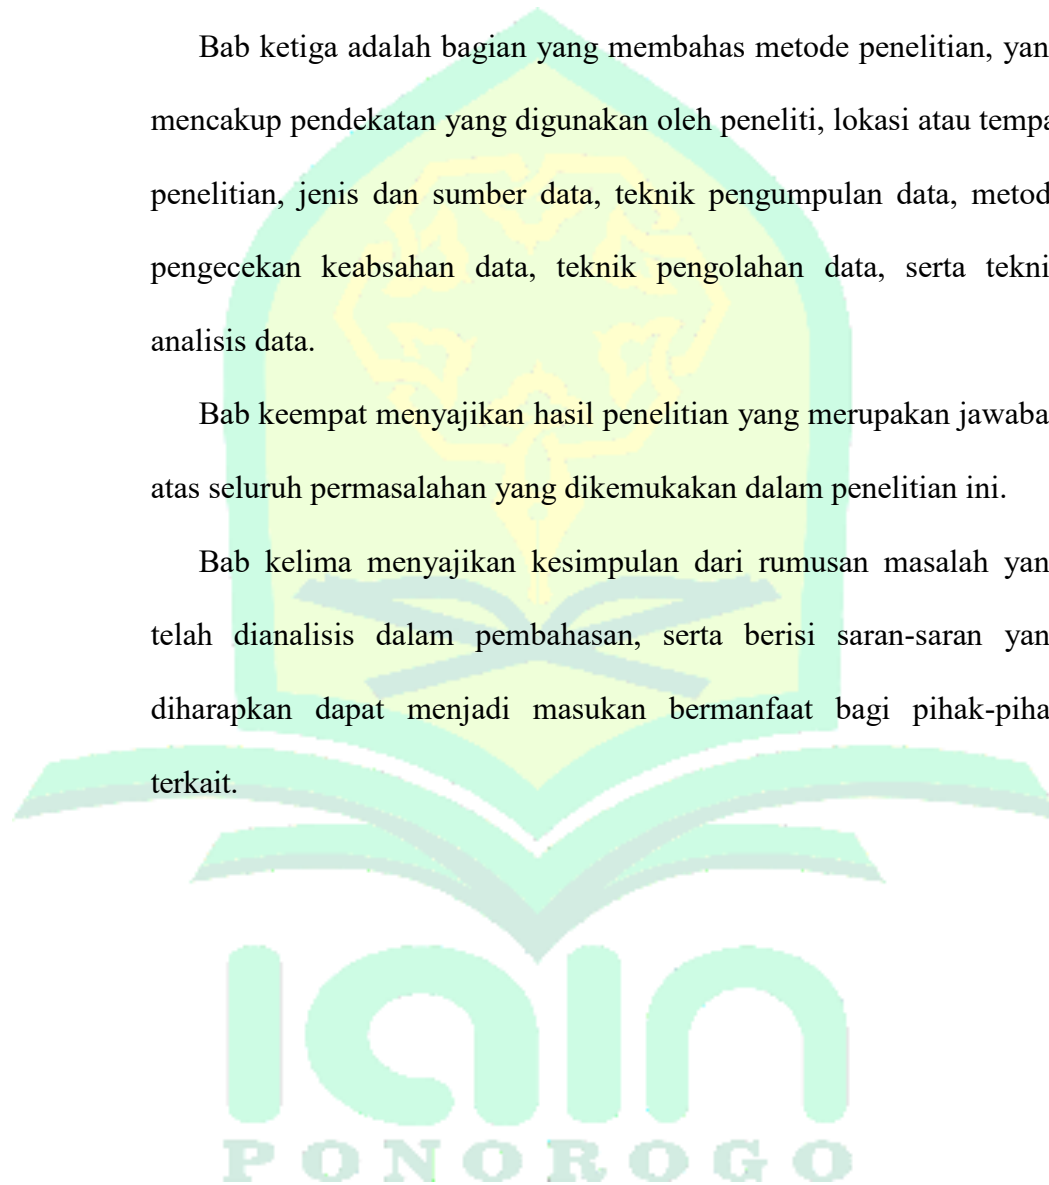 Bab ketiga adalah bagian yang membahas metode penelitian, yan
mencakup pendekatan yang digunakan oleh peneliti, lokasi atau tempa
penelitian, jenis dan sumber data, teknik pengumpulan data, metod
pengecekan keabsahan data, teknik pengolahan data, serta tekni
analisis data.
Bab keempat menyajikan hasil penelitian yang merupakan jawaba
atas seluruh permasalahan yang dikemukakan dalam penelitian ini.
Bab kelima menyajikan kesimpulan dari rumusan masalah yan
telah dianalisis dalam pembahasan, serta berisi saran-saran yan
diharapkan dapat menjadi masukan bermanfaat bagi pihak-piha
terkait.
IAIN
PONOROGO